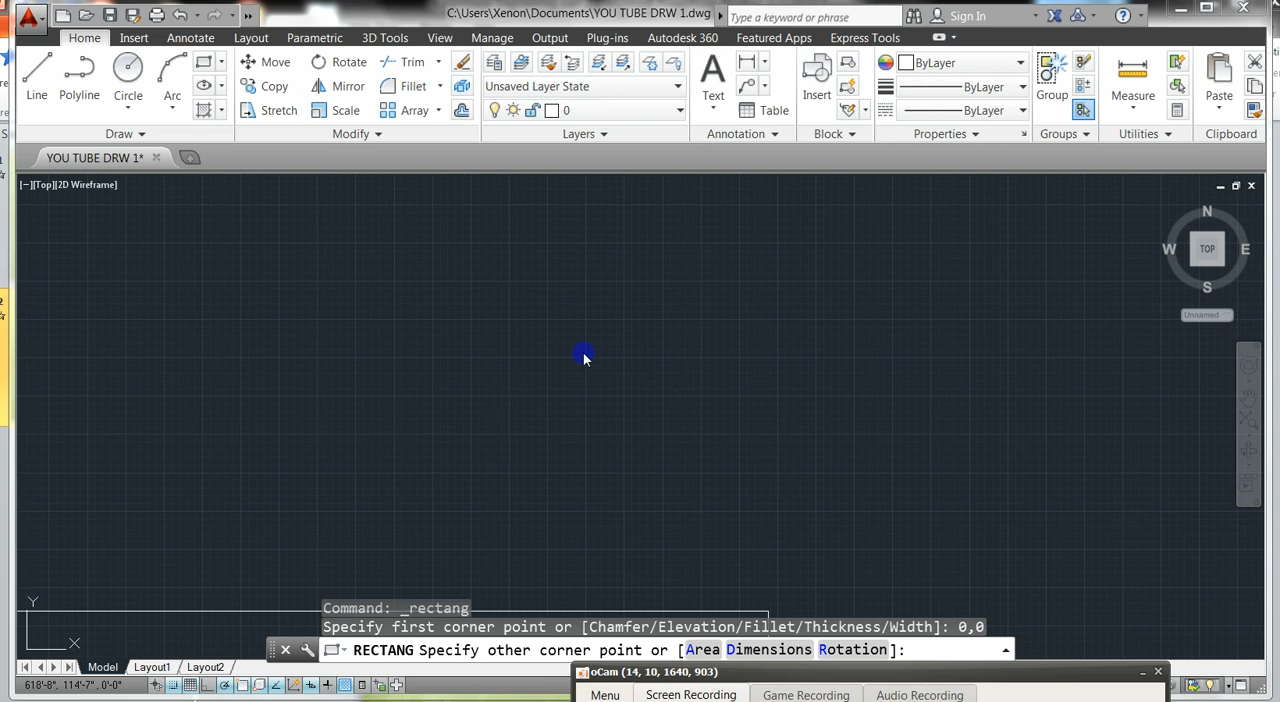 C:\Users\Xenon\Documents\YOU TUBE DRW 1.dwg
Type a keyword or phrase
Sign In
Home Insert Annotate Layout Parametric 3D Tools View Manage Output Plug-ins Autodesk 360 Featured Apps Express Tools
Line Polyline Circle Arc
Move Rotate Trim
Copy Mirror Fillet
Stretch Scale Array
Unsaved Layer State
0
Text
Table
Insert
ByLayer
ByLayer
ByLayer
Group
Measure
Paste
Draw Modify Layers Annotation Block Properties Groups Utilities Clipboard
YOU TUBE DRW 1*
[−][Top][2D Wireframe]
N
W TOP E
S
Unnamed
Y
X
Command: _rectang
Specify first corner point or [Chamfer/Elevation/Fillet/Thickness/Width]: 0,0
RECTANG Specify other corner point or [Area Dimensions Rotation]:
Model Layout1 Layout2
618'-8", 114'-7", 0'-0"
oCam (14, 10, 1640, 903)
Menu Screen Recording Game Recording Audio Recording